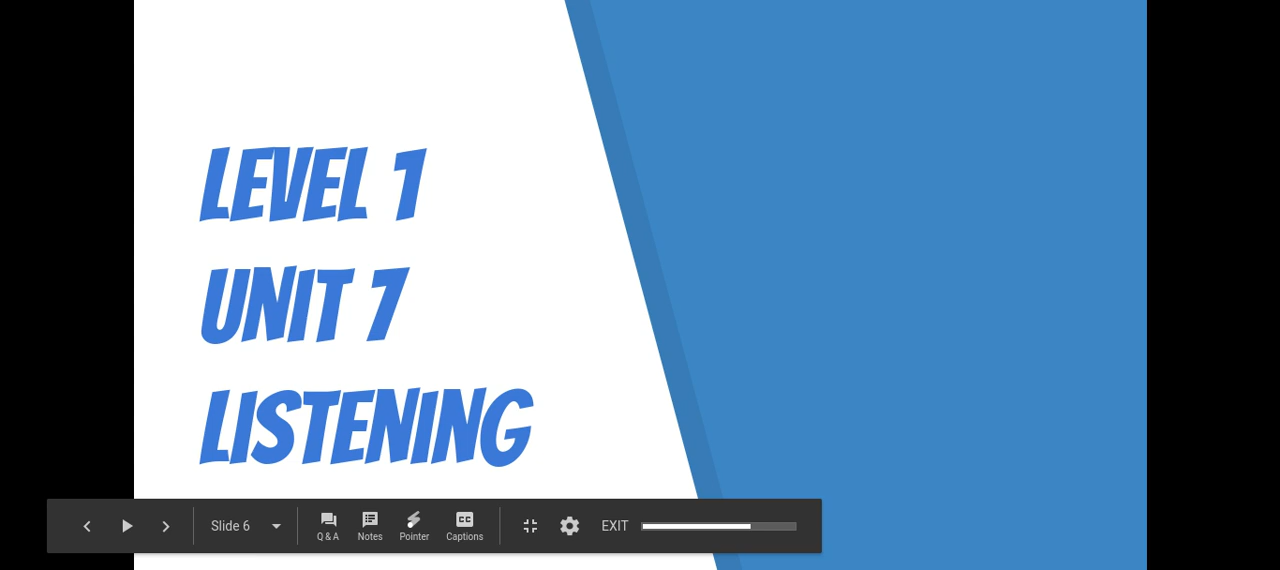 LEVEL 1
UNIT 7
LISTENING
Slide 6
Q & A
Notes
Pointer
Captions
EXIT